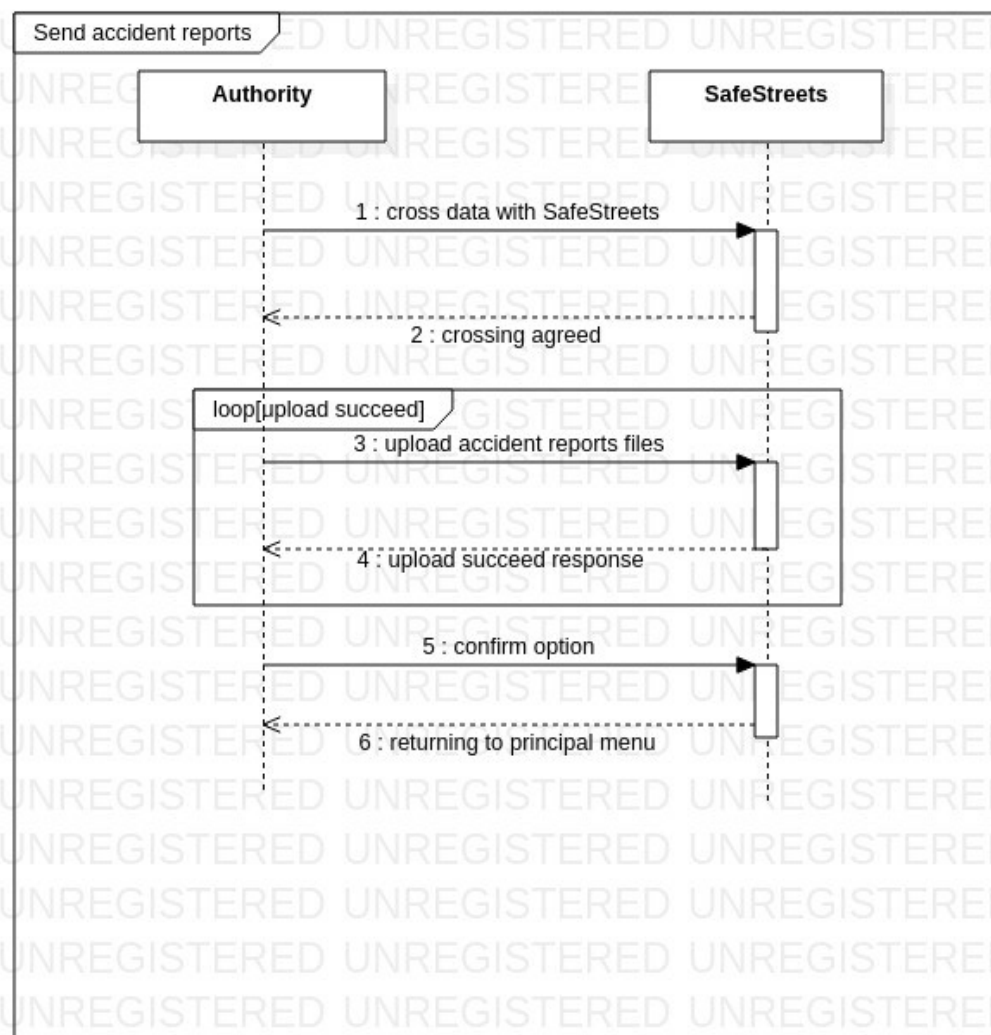 Send accident reports
Authority
SafeStreets
1 : cross data with SafeStreets
2 : crossing agreed
loop[upload succeed]
3 : upload accident reports files
4 : upload succeed response
5 : confirm option
6 : returning to principal menu
UNREGISTERED